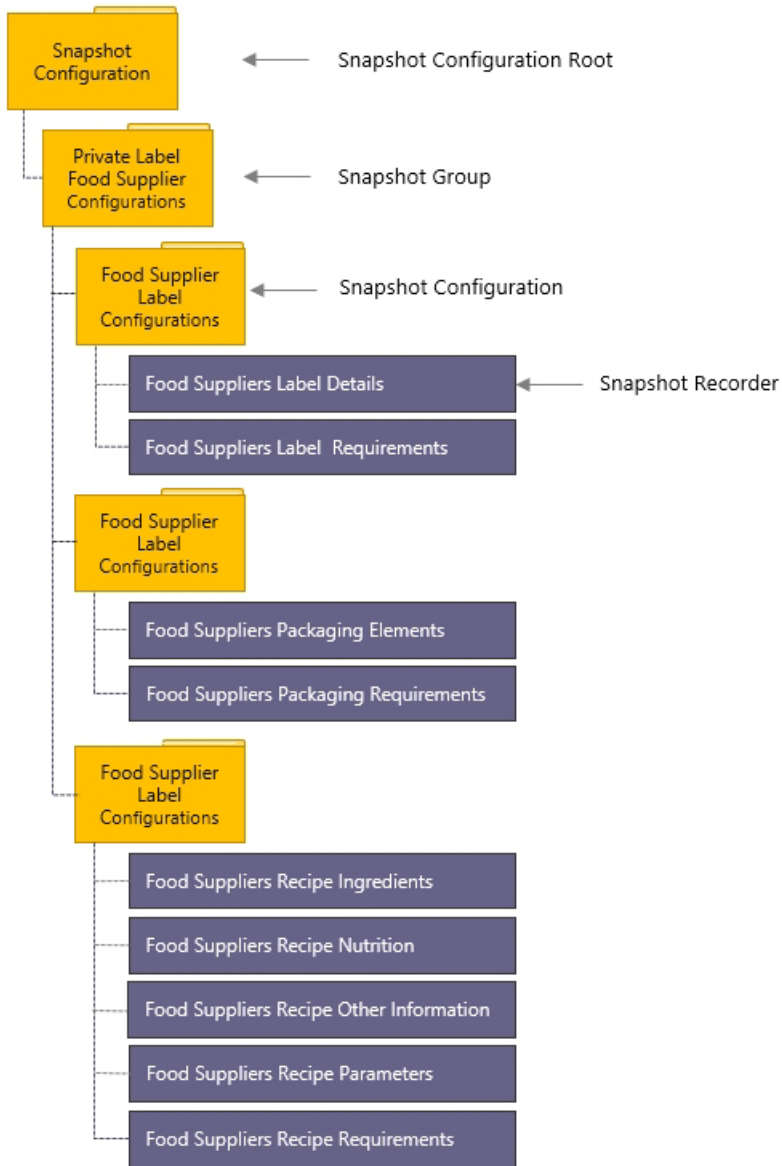 Snapshot
Configuration
Snapshot Configuration Root
Private Label
Food Supplier
Configurations
Snapshot Group
Food Supplier
Label
Configurations
Snapshot Configuration
Food Suppliers Label Details
Snapshot Recorder
Food Suppliers Label  Requirements
Food Supplier
Label
Configurations
Food Suppliers Packaging Elements
Food Suppliers Packaging Requirements
Food Supplier
Label
Configurations
Food Suppliers Recipe Ingredients
Food Suppliers Recipe Nutrition
Food Suppliers Recipe Other Information
Food Suppliers Recipe Parameters
Food Suppliers Recipe Requirements